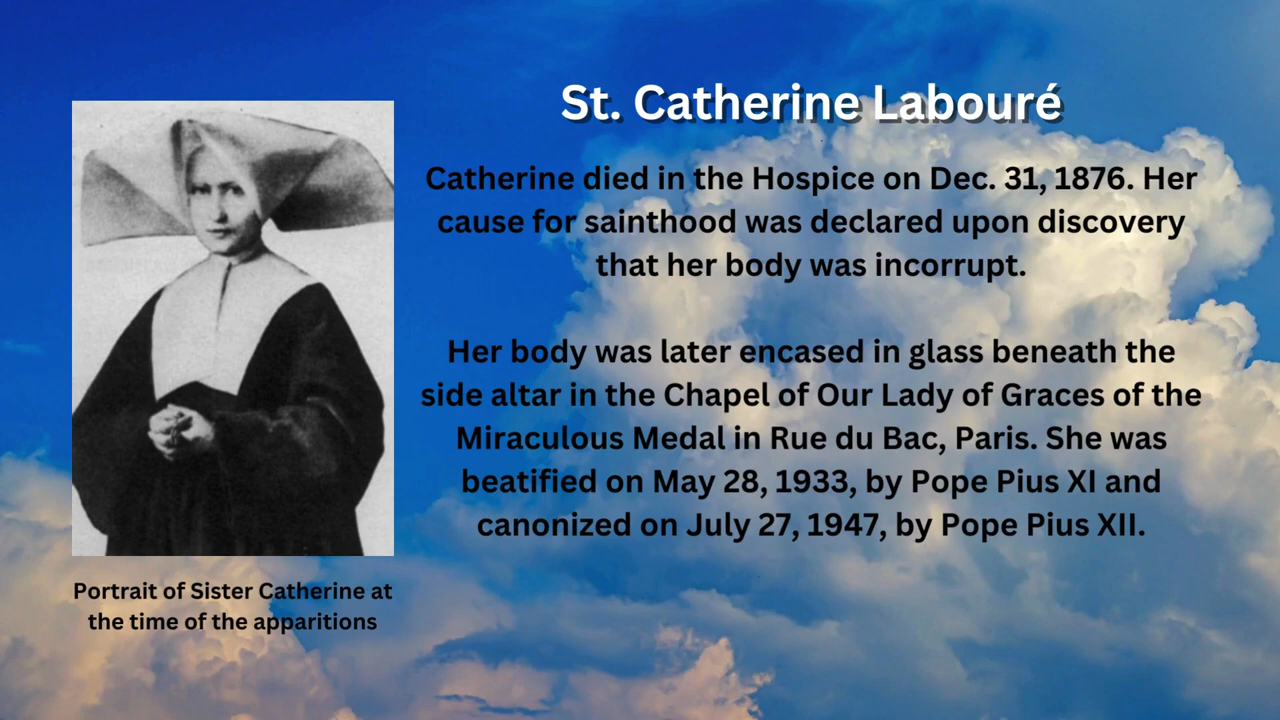 St. Catherine Labouré
Catherine died in the Hospice on Dec. 31, 1876. Her
cause for sainthood was declared upon discovery
that her body was incorrupt.
Her body was later encased in glass beneath the
side altar in the Chapel of Our Lady of Graces of the
Miraculous Medal in Rue du Bac, Paris. She was
beatified on May 28, 1933, by Pope Pius XI and
canonized on July 27, 1947, by Pope Pius XII.
Portrait of Sister Catherine at
the time of the apparitions